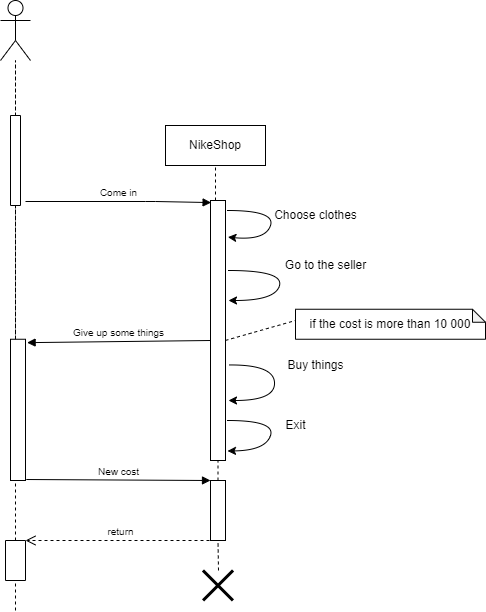 NikeShop
Come in
Choose clothes
Go to the seller
if the cost is more than 10 000
Give up some things
Buy things
Exit
New cost
return